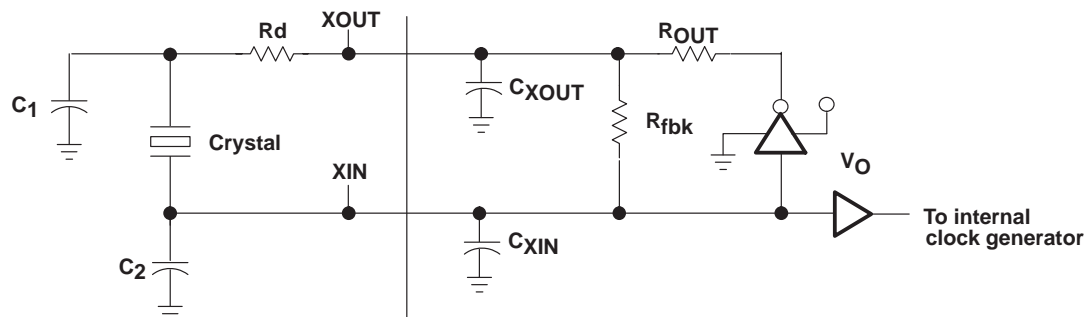 XOUT
Rd
ROUT
C1
CXOUT
Rfbk
Crystal
XIN
VO
C2
CXIN
To internal
clock generator